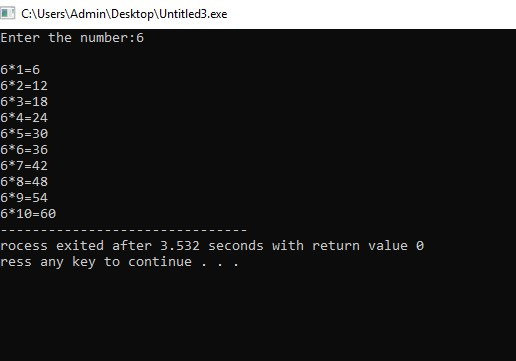 C:\Users\Admin\Desktop\Untitled3.exe
Enter the number:6
6*1=6
6*2=12
6*3=18
6*4=24
6*5=30
6*6=36
6*7=42
6*8=48
6*9=54
6*10=60
-------------------------------
rocess exited after 3.532 seconds with return value 0
ress any key to continue . . .